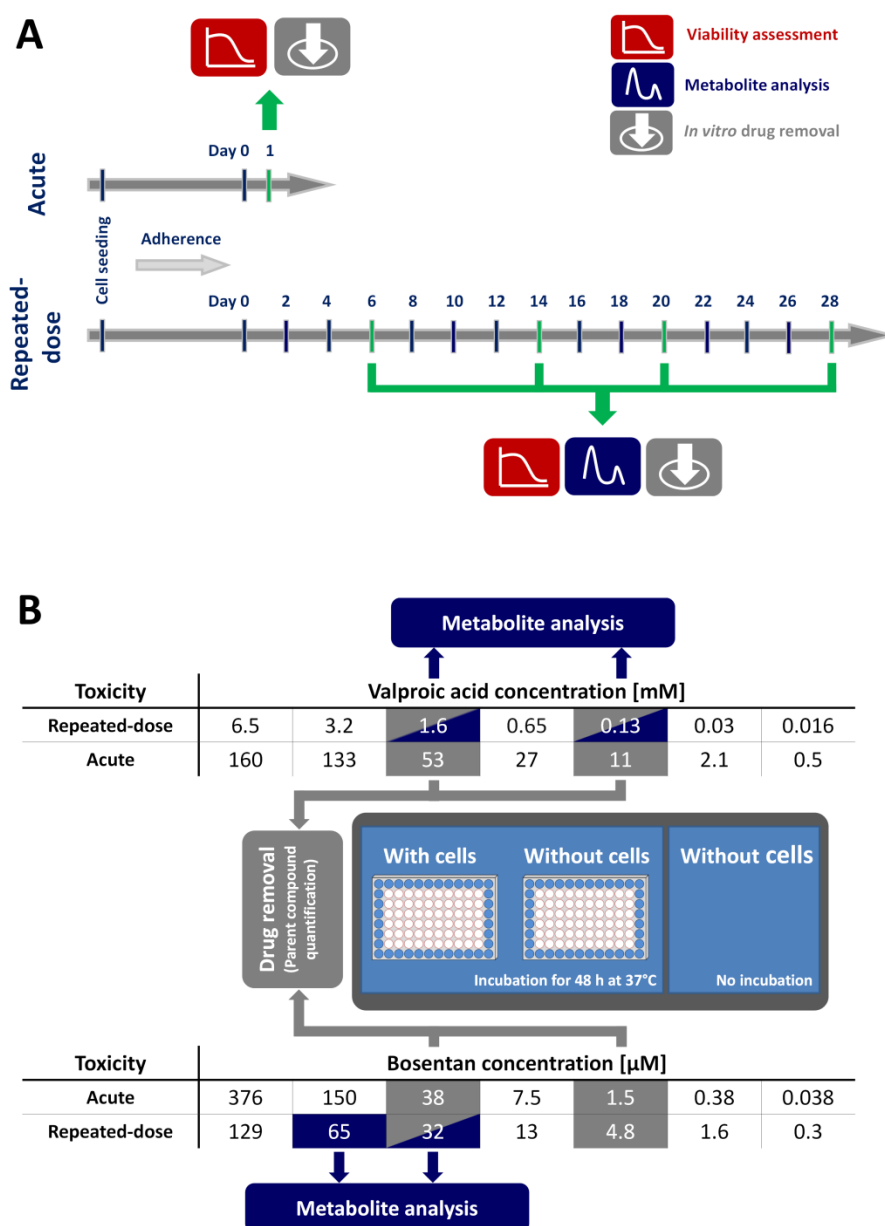 A
Viability assessment
Metabolite analysis
In vitro drug removal
Acute
Day 0 1
Cell seeding
Adherence
Repeated-
dose
Day 0 2 4 6 8 10 12 14 16 18 20 22 24 26 28
B
Metabolite analysis
Toxicity Valproic acid concentration [mM]
Repeated-dose 6.5 3.2 1.6 0.65 0.13 0.03 0.016
Acute 160 133 53 27 11 2.1 0.5
Drug removal
(Parent compound
quantification)
With cells Without cells Without cells
Incubation for 48 h at 37°C No incubation
Toxicity Bosentan concentration [µM]
Acute 376 150 38 7.5 1.5 0.38 0.038
Repeated-dose 129 65 32 13 4.8 1.6 0.3
Metabolite analysis